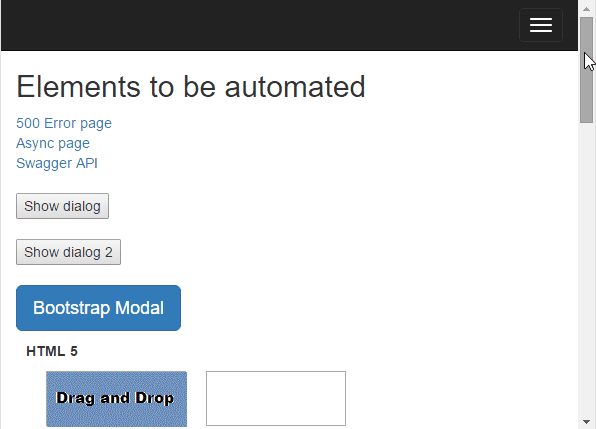 Elements to be automated
500 Error page
Async page
Swagger API
Show dialog
Show dialog 2
Bootstrap Modal
HTML 5
Drag and Drop